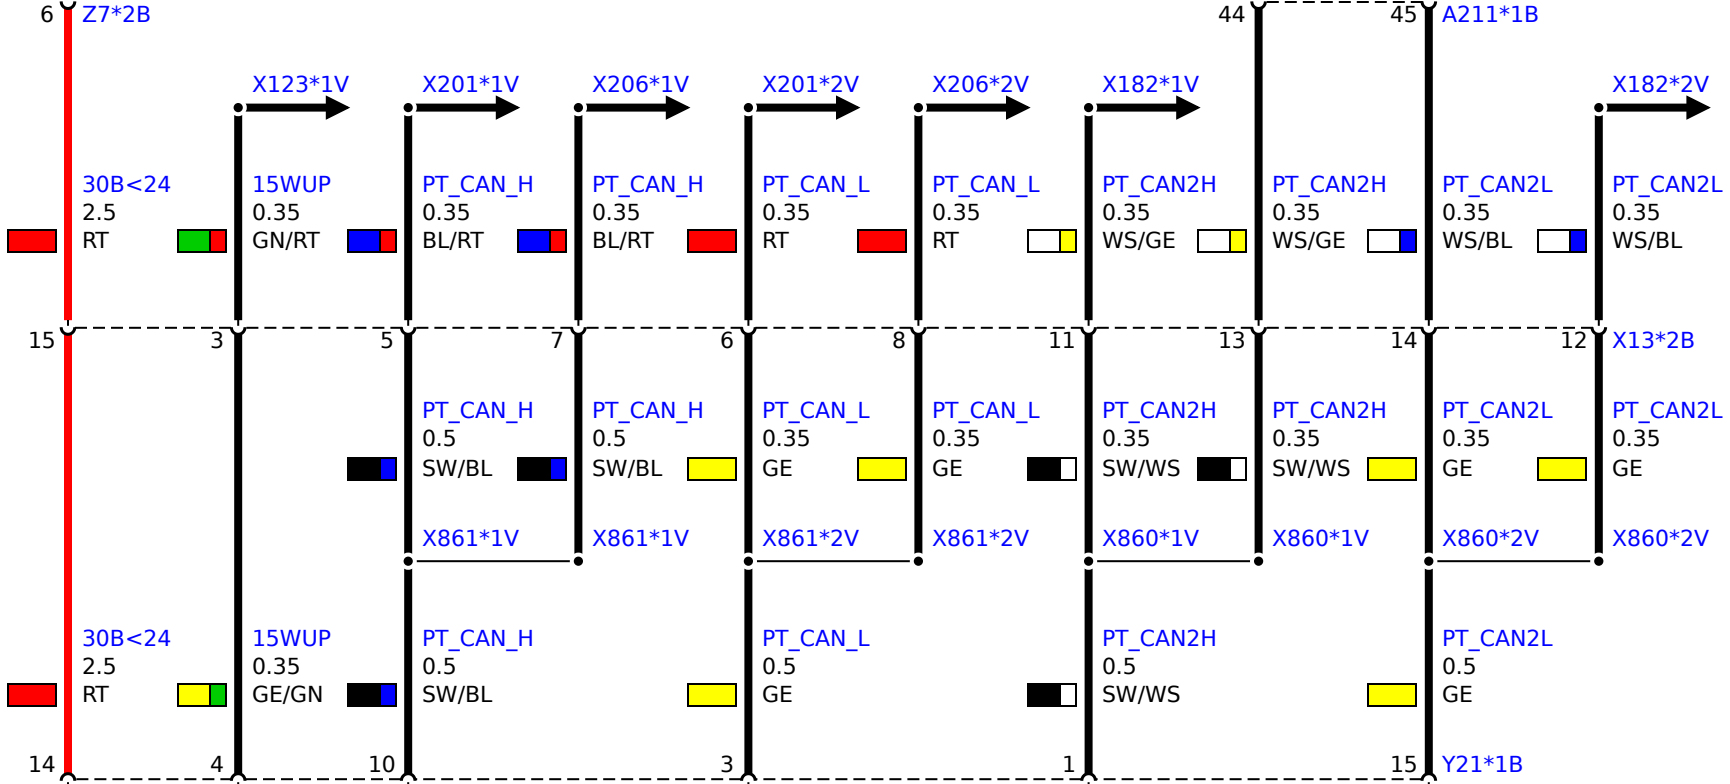 6 Z7*2B 44 45 A211*1B
X123*1V X201*1V X206*1V X201*2V X206*2V X182*1V X182*2V
30B<24 15WUP PT_CAN_H PT_CAN_H PT_CAN_L PT_CAN_L PT_CAN2H PT_CAN2H PT_CAN2L PT_CAN2L
2.5 0.35 0.35 0.35 0.35 0.35 0.35 0.35 0.35 0.35
RT GN/RT BL/RT BL/RT RT RT WS/GE WS/GE WS/BL WS/BL
15 3 5 7 6 8 11 13 14 12 X13*2B
PT_CAN_H PT_CAN_H PT_CAN_L PT_CAN_L PT_CAN2H PT_CAN2H PT_CAN2L PT_CAN2L
0.5 0.5 0.35 0.35 0.35 0.35 0.35 0.35
SW/BL SW/BL GE GE SW/WS SW/WS GE GE
X861*1V X861*1V X861*2V X861*2V X860*1V X860*1V X860*2V X860*2V
30B<24 15WUP PT_CAN_H PT_CAN_L PT_CAN2H PT_CAN2L
2.5 0.35 0.5 0.5 0.5 0.5
RT GE/GN SW/BL GE SW/WS GE
14 4 10 3 1 15 Y21*1B